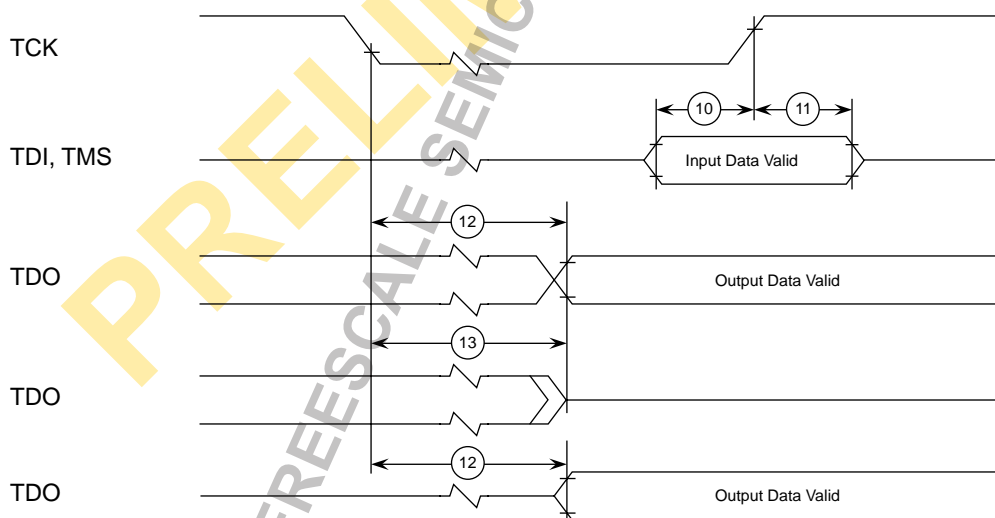 TCK
10
11
TDI, TMS
Input Data Valid
12
TDO
Output Data Valid
13
TDO
12
TDO
Output Data Valid
PRELI
FREESCALE SEMIC